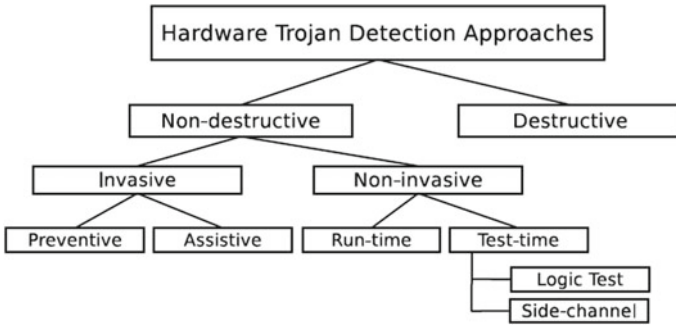 Hardware Trojan Detection Approaches
Non-destructive
Destructive
Invasive
Non-invasive
Preventive
Assistive
Run-time
Test-time
Logic Test
Side-channel